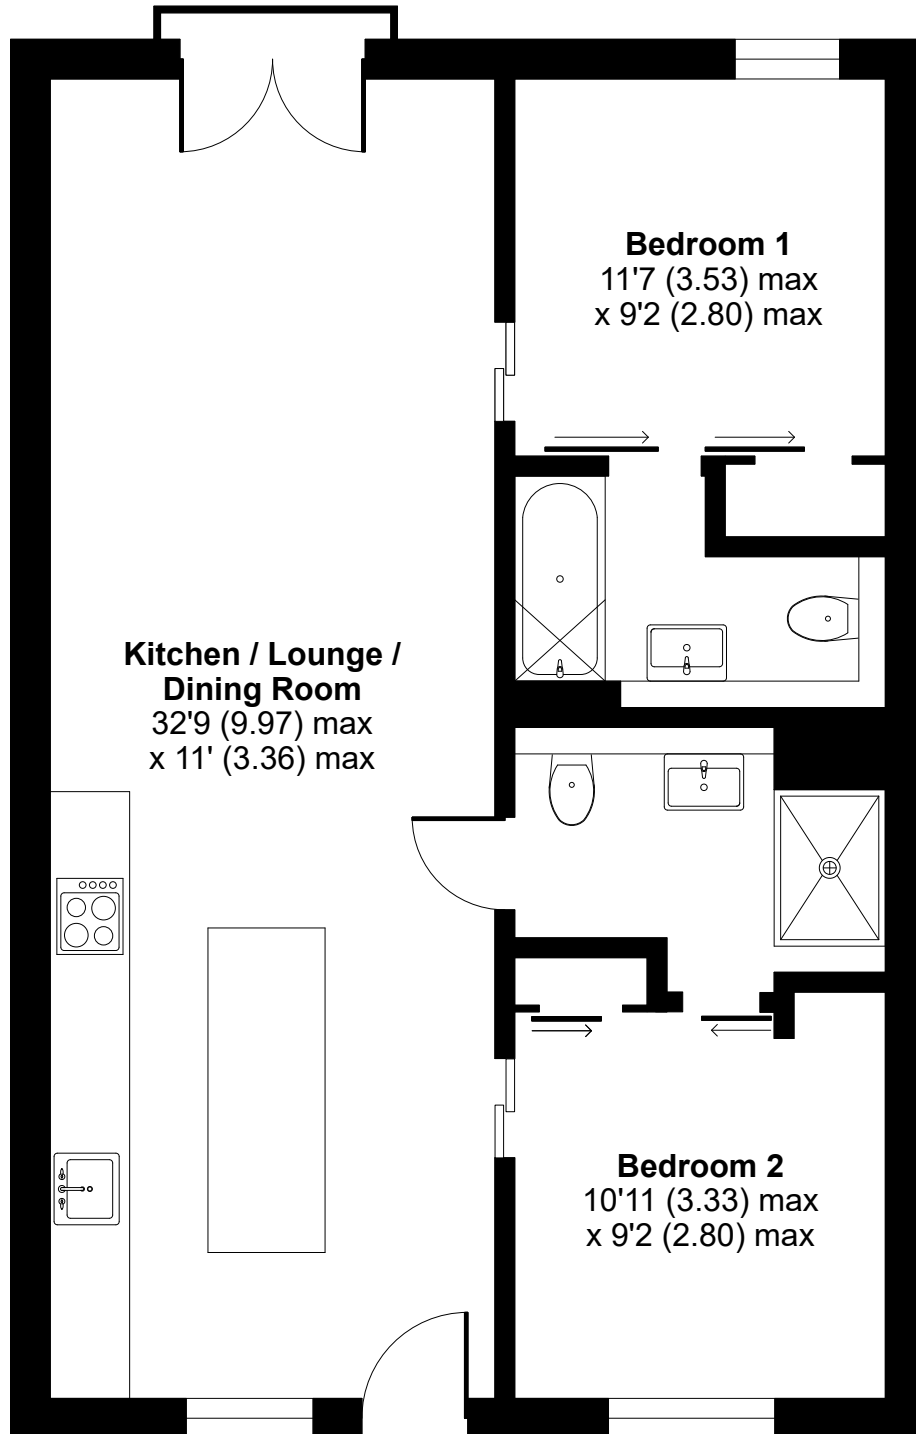 Bedroom 1
11'7 (3.53) max
x 9'2 (2.80) max
Kitchen / Lounge /
Dining Room
32'9 (9.97) max
x 11' (3.36) max
Bedroom 2
10'11 (3.33) max
x 9'2 (2.80) max